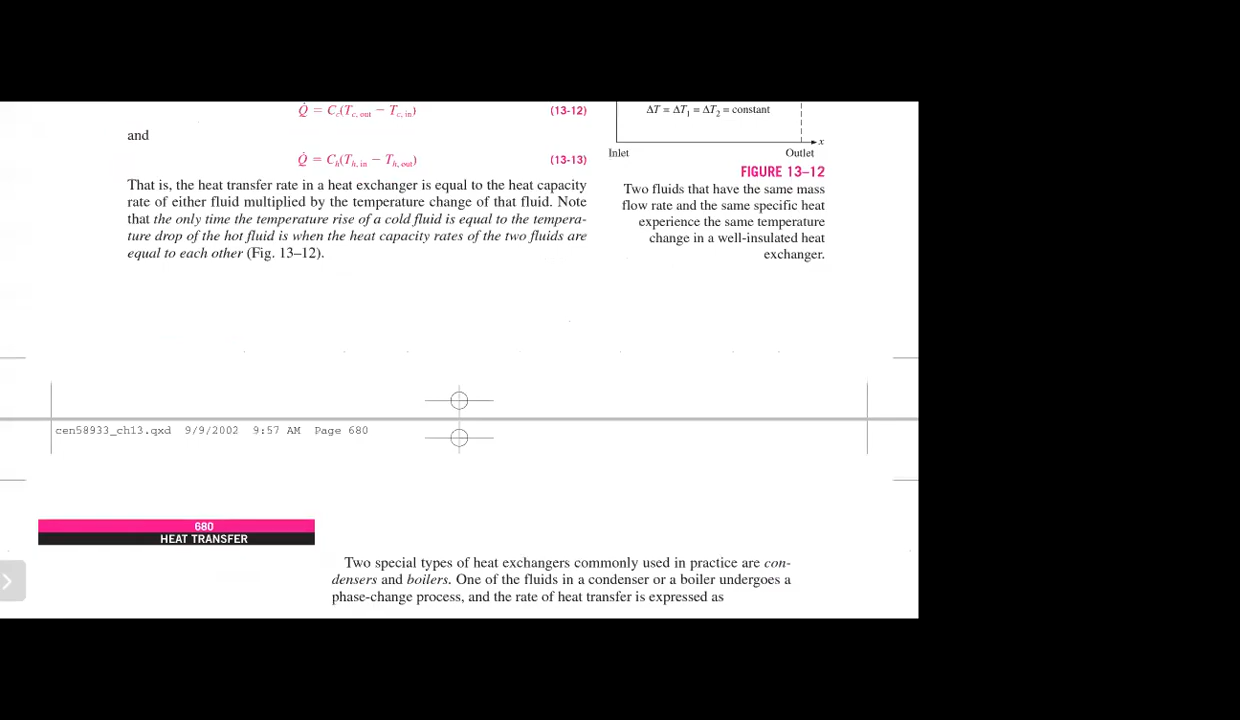 Q̇ = C_c(T_c, out − T_c, in) (13-12)
and
Q̇ = C_h(T_h, in − T_h, out) (13-13)
That is, the heat transfer rate in a heat exchanger is equal to the heat capacity
rate of either fluid multiplied by the temperature change of that fluid. Note
that the only time the temperature rise of a cold fluid is equal to the tempera-
ture drop of the hot fluid is when the heat capacity rates of the two fluids are
equal to each other (Fig. 13–12).
ΔT = ΔT₁ = ΔT₂ = constant
x
Inlet Outlet
FIGURE 13–12
Two fluids that have the same mass
flow rate and the same specific heat
experience the same temperature
change in a well-insulated heat
exchanger.
cen58933_ch13.qxd 9/9/2002 9:57 AM Page 680
680
HEAT TRANSFER
Two special types of heat exchangers commonly used in practice are con-
densers and boilers. One of the fluids in a condenser or a boiler undergoes a
phase-change process, and the rate of heat transfer is expressed as